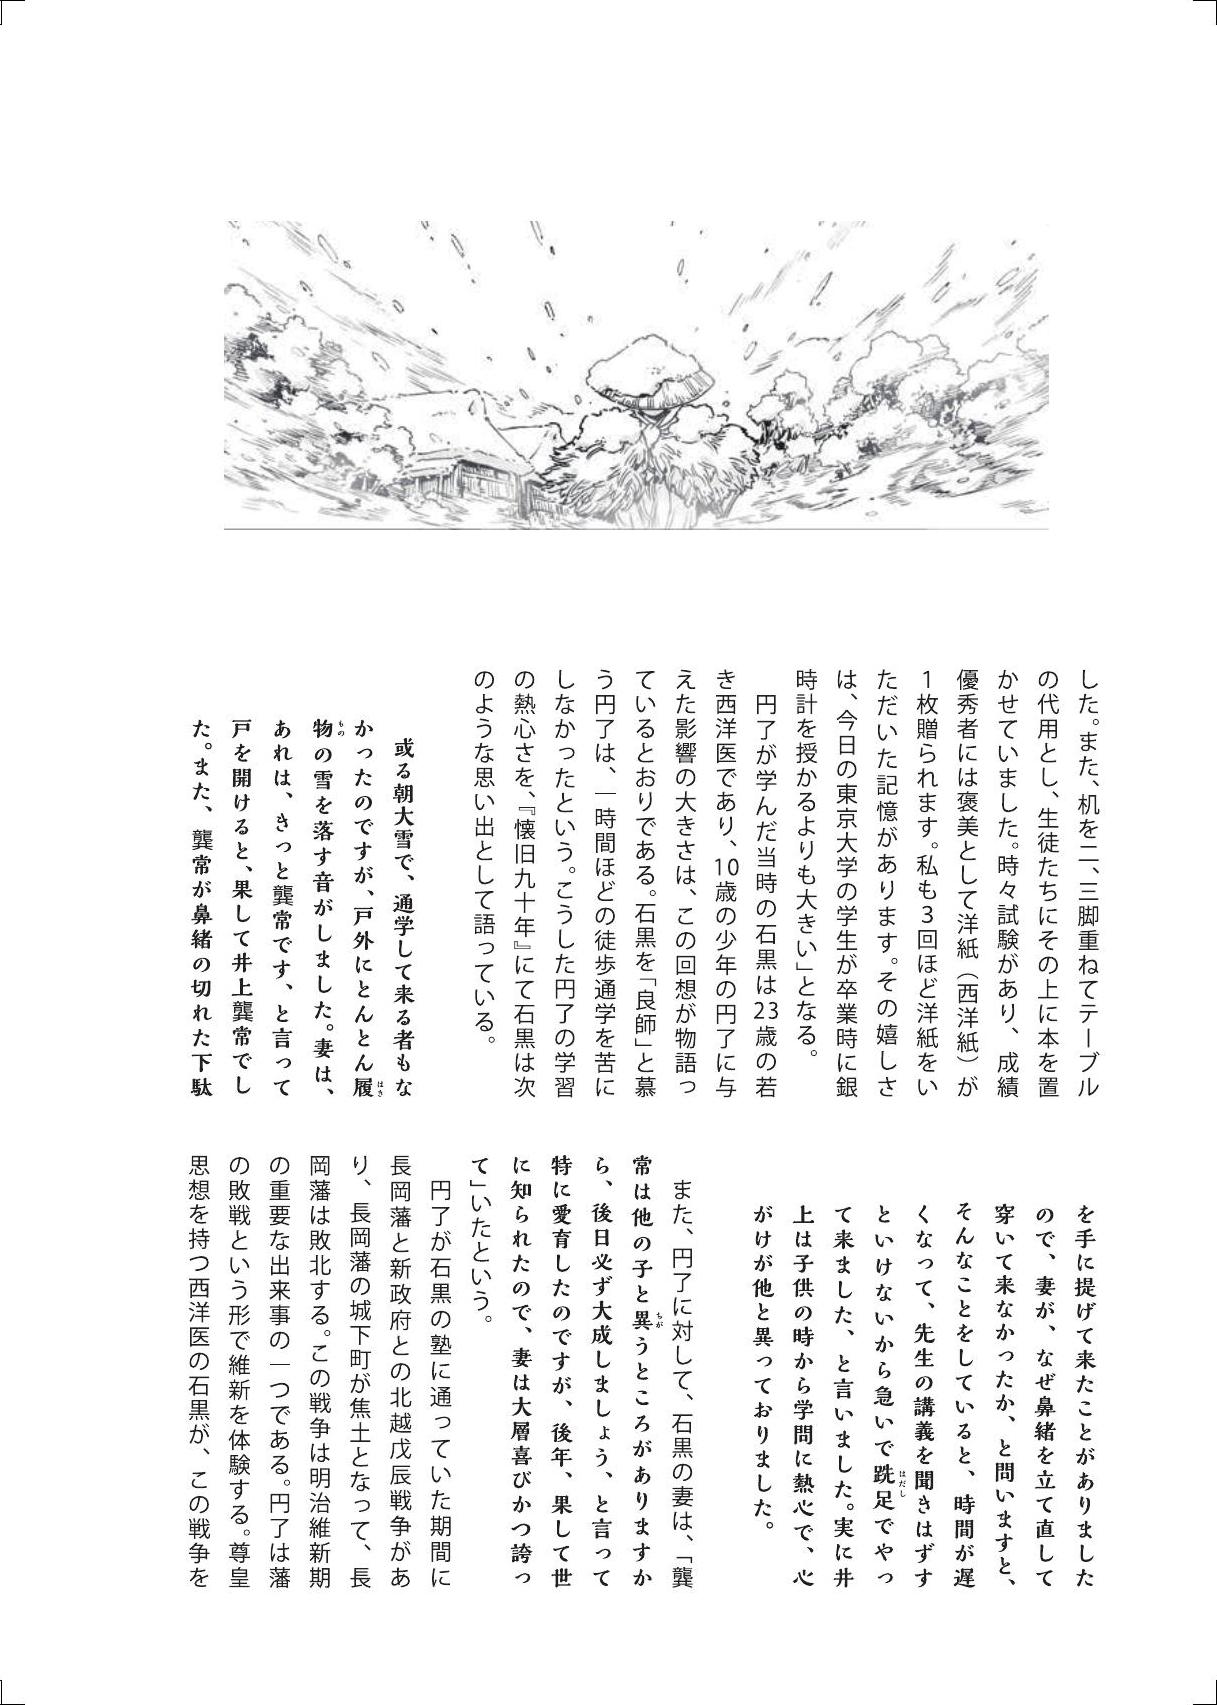 した。また、机を二、三脚重ねてテーブル
の代用とし、生徒たちにその上に本を置
かせていました。時々試験があり、成績
優秀者には褒美として洋紙（西洋紙）が
1枚贈られます。私も3回ほど洋紙をい
ただいた記憶があります。その嬉しさ
は、今日の東京大学の学生が卒業時に銀
時計を授かるよりも大きい」となる。
円了が学んだ当時の石黒は23歳の若
き西洋医であり、10歳の少年の円了に与
えた影響の大きさは、この回想が物語っ
ているとおりである。石黒を「良師」と慕
う円了は、一時間ほどの徒歩通学を苦に
しなかったという。こうした円了の学習
の熱心さを、『懐旧九十年』にて石黒は次
のような思い出として語っている。
或る朝大雪で、通学して来る者もな
かったのですが、戸外にとんとん履はき
物ものの雪を落す音がしました。妻は、
あれは、きっと龔常です、と言って
戸を開けると、果して井上龔常でし
た。また、龔常が鼻緒の切れた下駄
を手に提げて来たことがありました
ので、妻が、なぜ鼻緒を立て直して
穿いて来なかったか、と問いますと、
そんなことをしていると、時間が遅
くなって、先生の講義を聞きはずす
といけないから急いで跣足はだしでやっ
て来ました、と言いました。実に井
上は子供の時から学問に熱心で、心
がけが他と異っておりました。
また、円了に対して、石黒の妻は、「龔
常は他の子と異ちがうところがありますか
ら、後日必ず大成しましょう、と言って
特に愛育したのですが、後年、果して世
に知られたので、妻は大層喜びかつ誇っ
て」いたという。
円了が石黒の塾に通っていた期間に
長岡藩と新政府との北越戊辰戦争があ
り、長岡藩の城下町が焦土となって、長
岡藩は敗北する。この戦争は明治維新期
の重要な出来事の一つである。円了は藩
の敗戦という形で維新を体験する。尊皇
思想を持つ西洋医の石黒が、この戦争を